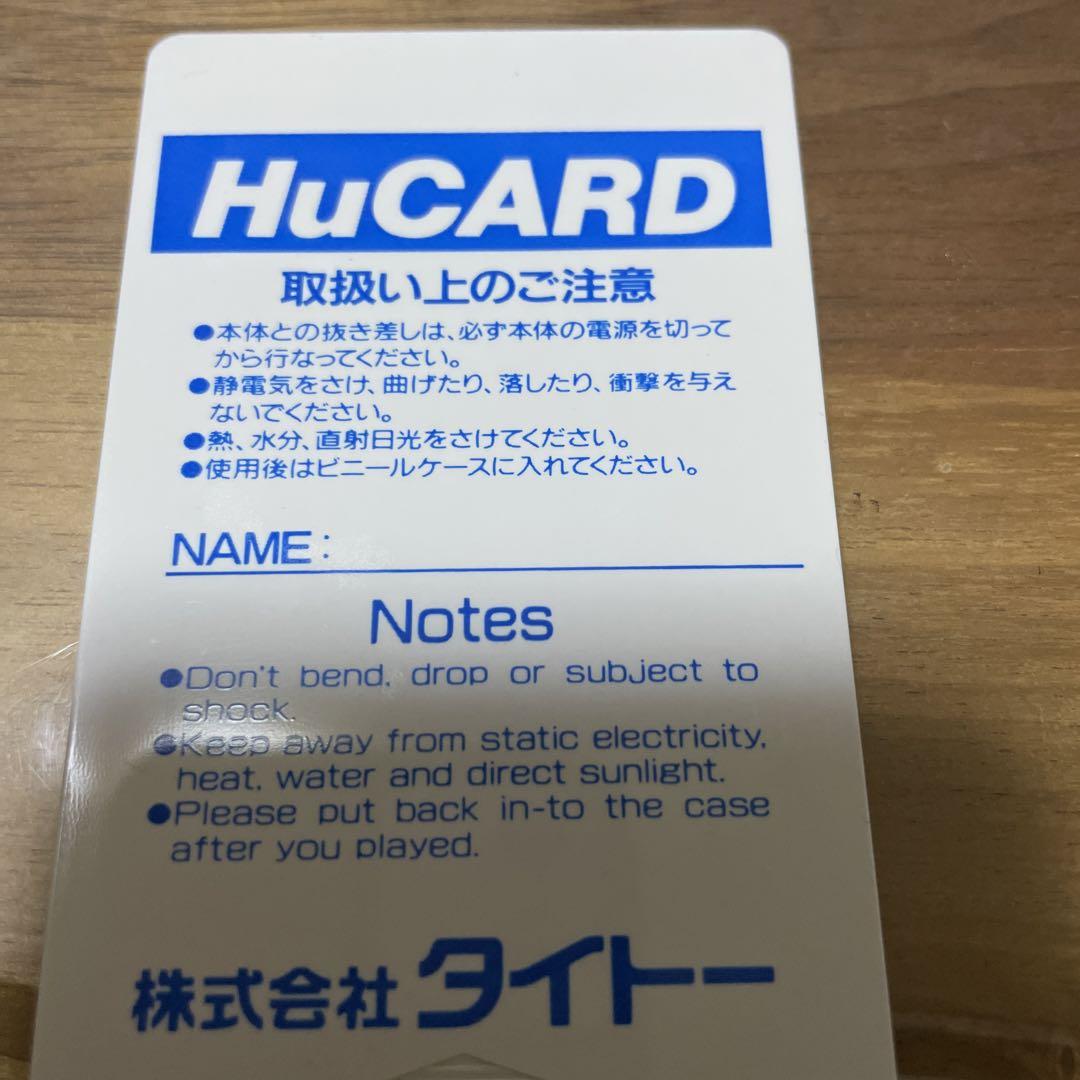 HuCARD
取扱い上のご注意
●本体との抜き差しは、必ず本体の電源を切って
から行なってください。
●静電気をさけ、曲げたり、落したり、衝撃を与え
ないでください。
●熱、水分、直射日光をさけてください。
●使用後はビニールケースに入れてください。
NAME:
Notes
●Don't bend, drop or subject to
shock.
●Keep away from static electricity,
heat, water and direct sunlight.
●Please put back in-to the case
after you played.
株式会社タイトー